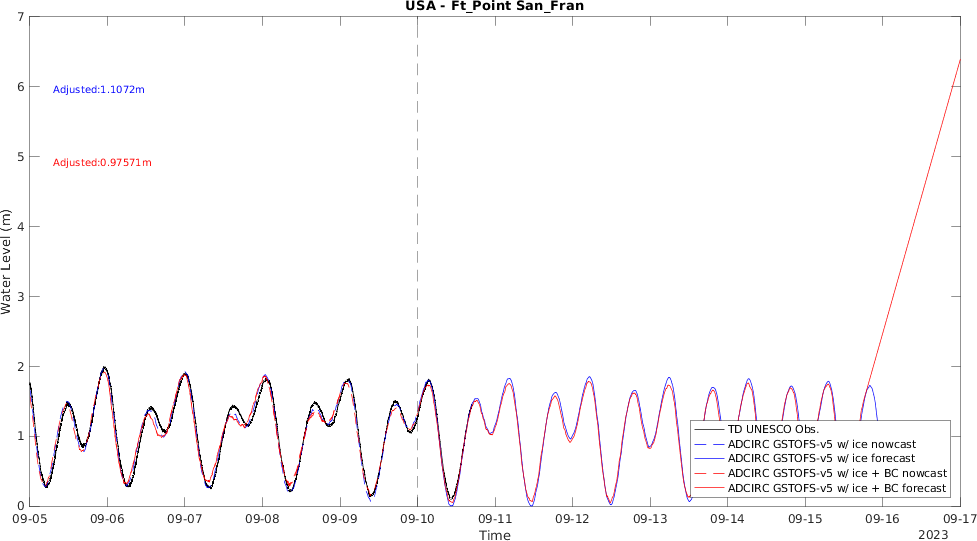 USA - Ft_Point San_Fran
7
6
5
4
3
2
1
0
Water Level (m)
Adjusted:1.1072m
Adjusted:0.97571m
TD UNESCO Obs.
ADCIRC GSTOFS-v5 w/ ice nowcast
ADCIRC GSTOFS-v5 w/ ice forecast
ADCIRC GSTOFS-v5 w/ ice + BC nowcast
ADCIRC GSTOFS-v5 w/ ice + BC forecast
09-05 09-06 09-07 09-08 09-09 09-10 09-11 09-12 09-13 09-14 09-15 09-16 09-17
Time
2023